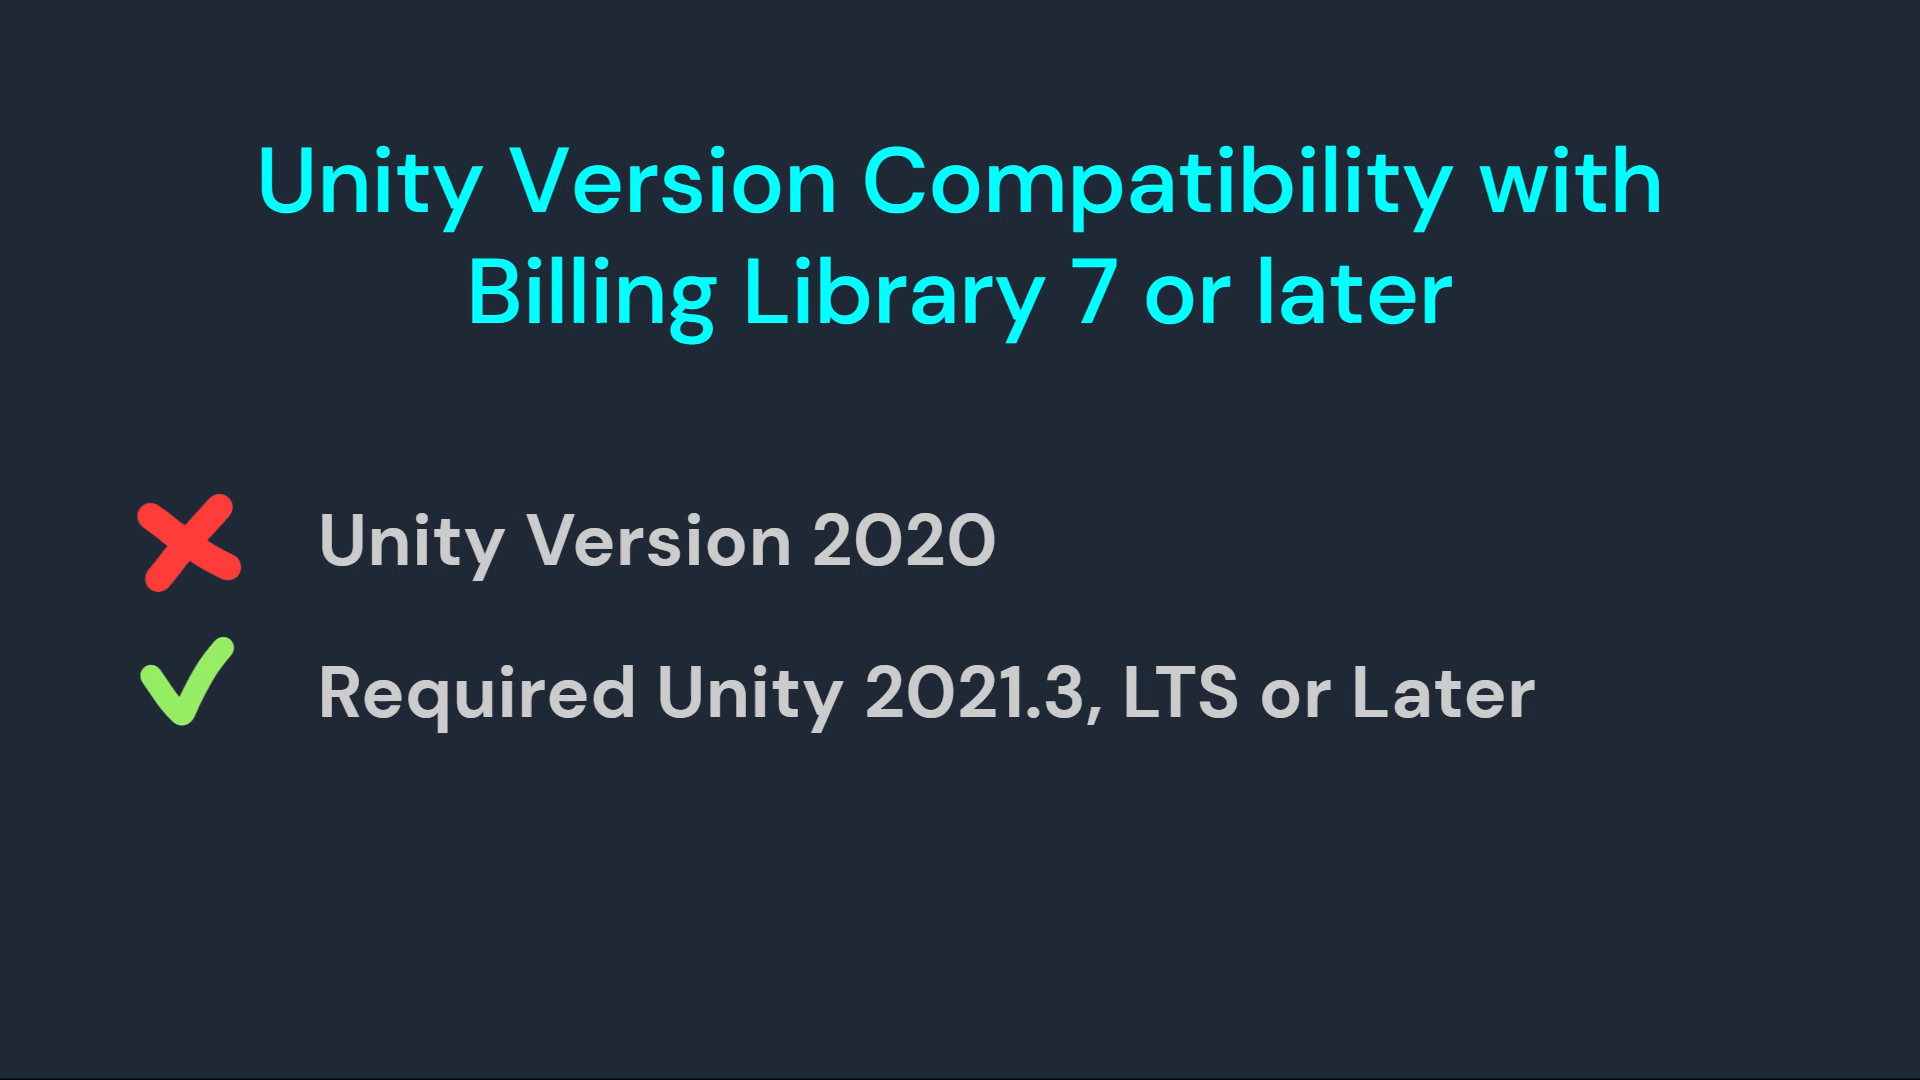 Unity Version Compatibility with
Billing Library 7 or later
Unity Version 2020
Required Unity 2021.3, LTS or Later